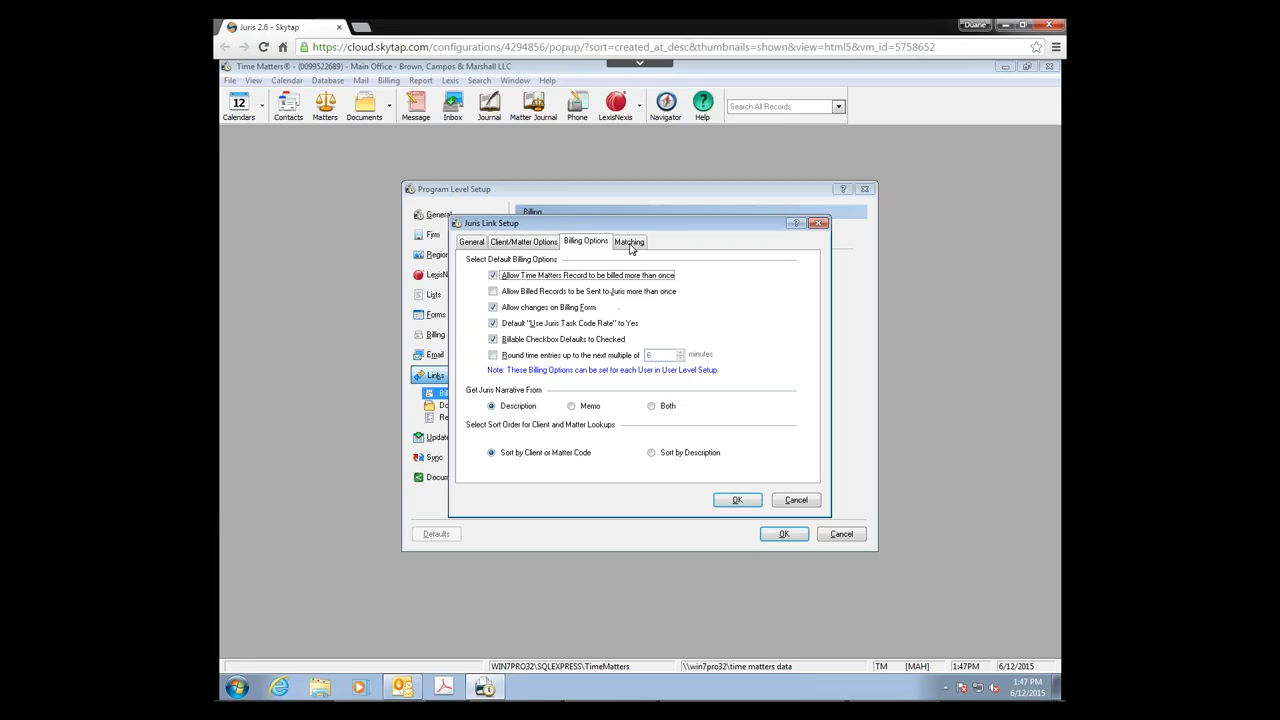 Juris 2.6 - Skytap
Duane
https://cloud.skytap.com/configurations/4294856/popup/?sort=created_at_desc&thumbnails=shown&view=html5&vm_id=5758652
Time Matters® - (0099522689) - Main Office - Brown, Campos & Marshall LLC
File View Calendar Database Mail Billing Report Lexis Search Window Help
12
Search All Records
Calendars Contacts Matters Documents Message Inbox Journal Matter Journal Phone LexisNexis Navigator Help
Program Level Setup
General
Billing
Juris Link Setup
Firm
General Client/Matter Options Billing Options Matching
Region
Select Default Billing Options
LexisN
Allow Time Matters Record to be billed more than once
Lists
Allow Billed Records to be Sent to Juris more than once
Forms
Allow changes on Billing Form
Default "Use Juris Task Code Rate" to Yes
Billing
Billable Checkbox Defaults to Checked
Email
Round time entries up to the next multiple of 6 minutes
Links
Note: These Billing Options can be set for each User in User Level Setup.
Bil
Get Juris Narrative From
Do
Description Memo Both
Re
Select Sort Order for Client and Matter Lookups
Update
Sync
Sort by Client or Matter Code Sort by Description
Docum
OK Cancel
Defaults OK Cancel
WIN7PRO32\SQLEXPRESS\TimeMatters \\win7pro32\time matters data TM [MAH] 1:47PM 6/12/2015
1:47 PM
6/12/2015